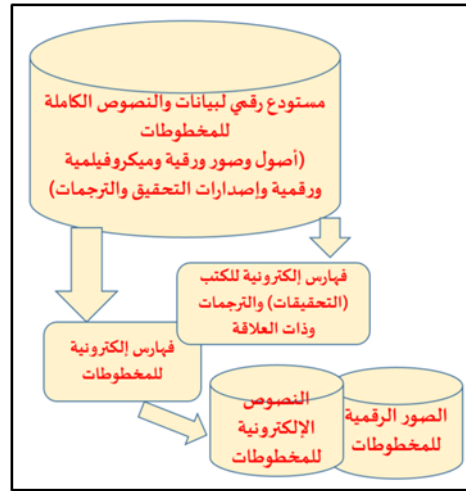 مستودع رقمي لبيانات والنصوص الكاملة
للمخطوطات
(أصول وصور ورقية وميكروفيلمية
ورقمية وإصدارات التحقيق والترجمات)
فهارس إلكترونية للكتب
(التحقيقات) والترجمات
وذات العلاقة
فهارس إلكترونية
للمخطوطات
النصوص
الإلكترونية
للمخطوطات
الصور الرقمية
للمخطوطات